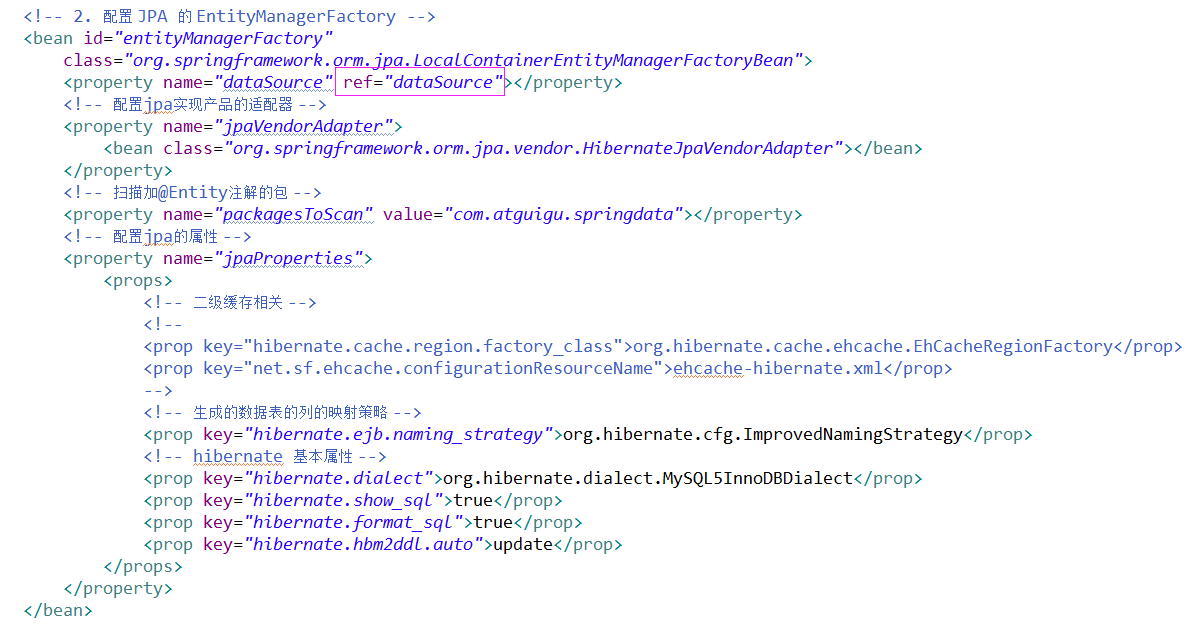 <!-- 2. 配置 JPA 的 EntityManagerFactory -->
<bean id="entityManagerFactory"
class="org.springframework.orm.jpa.LocalContainerEntityManagerFactoryBean">
<property name="dataSource" ref="dataSource"></property>
<!-- 配置jpa实现产品的适配器 -->
<property name="jpaVendorAdapter">
<bean class="org.springframework.orm.jpa.vendor.HibernateJpaVendorAdapter"></bean>
</property>
<!-- 扫描加@Entity注解的包 -->
<property name="packagesToScan" value="com.atguigu.springdata"></property>
<!-- 配置jpa的属性 -->
<property name="jpaProperties">
<props>
<!-- 二级缓存相关 -->
<!--
<prop key="hibernate.cache.region.factory_class">org.hibernate.cache.ehcache.EhCacheRegionFactory</prop>
<prop key="net.sf.ehcache.configurationResourceName">ehcache-hibernate.xml</prop>
-->
<!-- 生成的数据表的列的映射策略 -->
<prop key="hibernate.ejb.naming_strategy">org.hibernate.cfg.ImprovedNamingStrategy</prop>
<!-- hibernate 基本属性 -->
<prop key="hibernate.dialect">org.hibernate.dialect.MySQL5InnoDBDialect</prop>
<prop key="hibernate.show_sql">true</prop>
<prop key="hibernate.format_sql">true</prop>
<prop key="hibernate.hbm2ddl.auto">update</prop>
</props>
</property>
</bean>